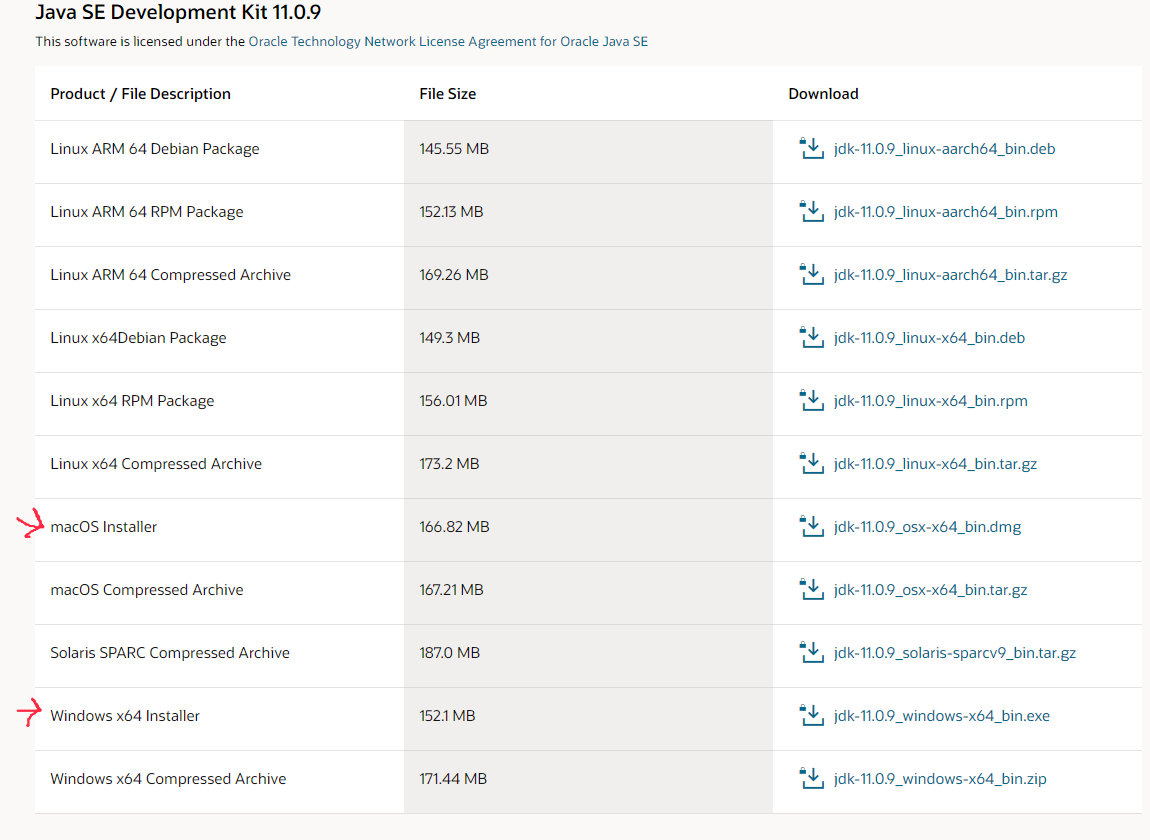 Java SE Development Kit 11.0.9
This software is licensed under the Oracle Technology Network License Agreement for Oracle Java SE
Product / File Description File Size Download
Linux ARM 64 Debian Package 145.55 MB jdk-11.0.9_linux-aarch64_bin.deb
Linux ARM 64 RPM Package 152.13 MB jdk-11.0.9_linux-aarch64_bin.rpm
Linux ARM 64 Compressed Archive 169.26 MB jdk-11.0.9_linux-aarch64_bin.tar.gz
Linux x64Debian Package 149.3 MB jdk-11.0.9_linux-x64_bin.deb
Linux x64 RPM Package 156.01 MB jdk-11.0.9_linux-x64_bin.rpm
Linux x64 Compressed Archive 173.2 MB jdk-11.0.9_linux-x64_bin.tar.gz
macOS Installer 166.82 MB jdk-11.0.9_osx-x64_bin.dmg
macOS Compressed Archive 167.21 MB jdk-11.0.9_osx-x64_bin.tar.gz
Solaris SPARC Compressed Archive 187.0 MB jdk-11.0.9_solaris-sparcv9_bin.tar.gz
Windows x64 Installer 152.1 MB jdk-11.0.9_windows-x64_bin.exe
Windows x64 Compressed Archive 171.44 MB jdk-11.0.9_windows-x64_bin.zip